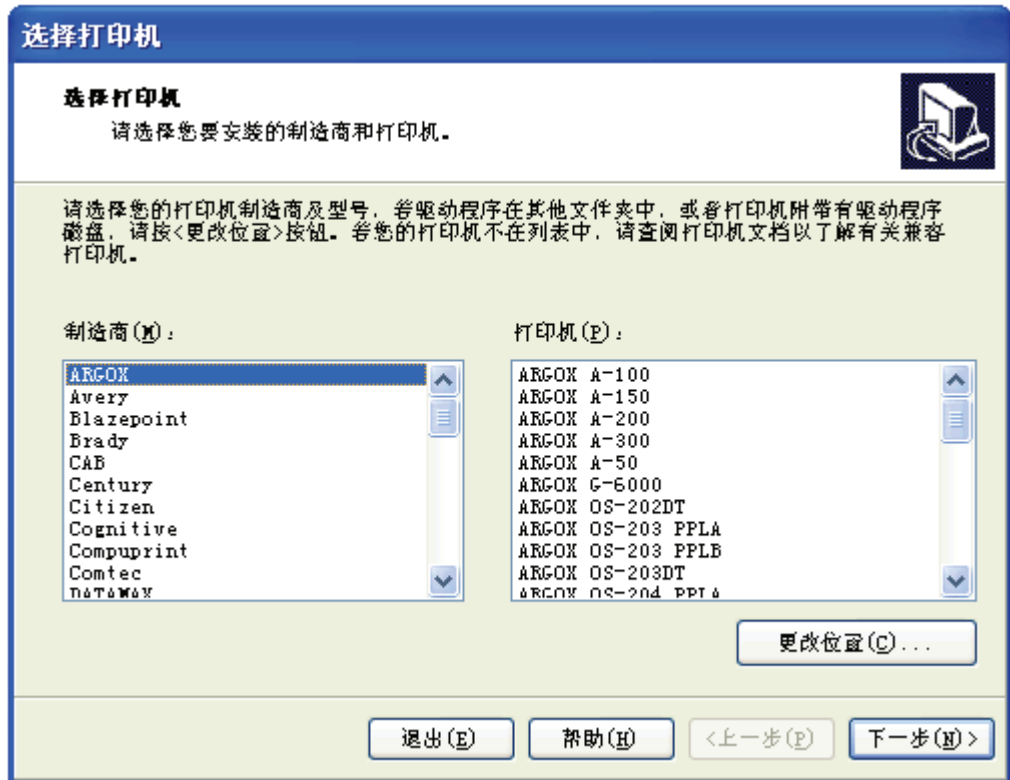 选择打印机
选择打印机
请选择您要安装的制造商和打印机。
请选择您的打印机制造商及型号，若驱动程序在其他文件夹中，或者打印机附带有驱动程序
磁盘，请按<更改位置>按钮。若您的打印机不在列表中，请查阅打印机文档以了解有关兼容
打印机。
制造商(M)：
打印机(P)：
ARGOX
Avery
Blazepoint
Brady
CAB
Century
Citizen
Cognitive
Compuprint
Comtec
DATAMAX
ARGOX A-100
ARGOX A-150
ARGOX A-200
ARGOX A-300
ARGOX A-50
ARGOX G-6000
ARGOX OS-202DT
ARGOX OS-203 PPLA
ARGOX OS-203 PPLB
ARGOX OS-203DT
ARGOX OS-204 PPLA
更改位置(C)...
退出(E)
帮助(H)
<上一步(P)
下一步(N)>